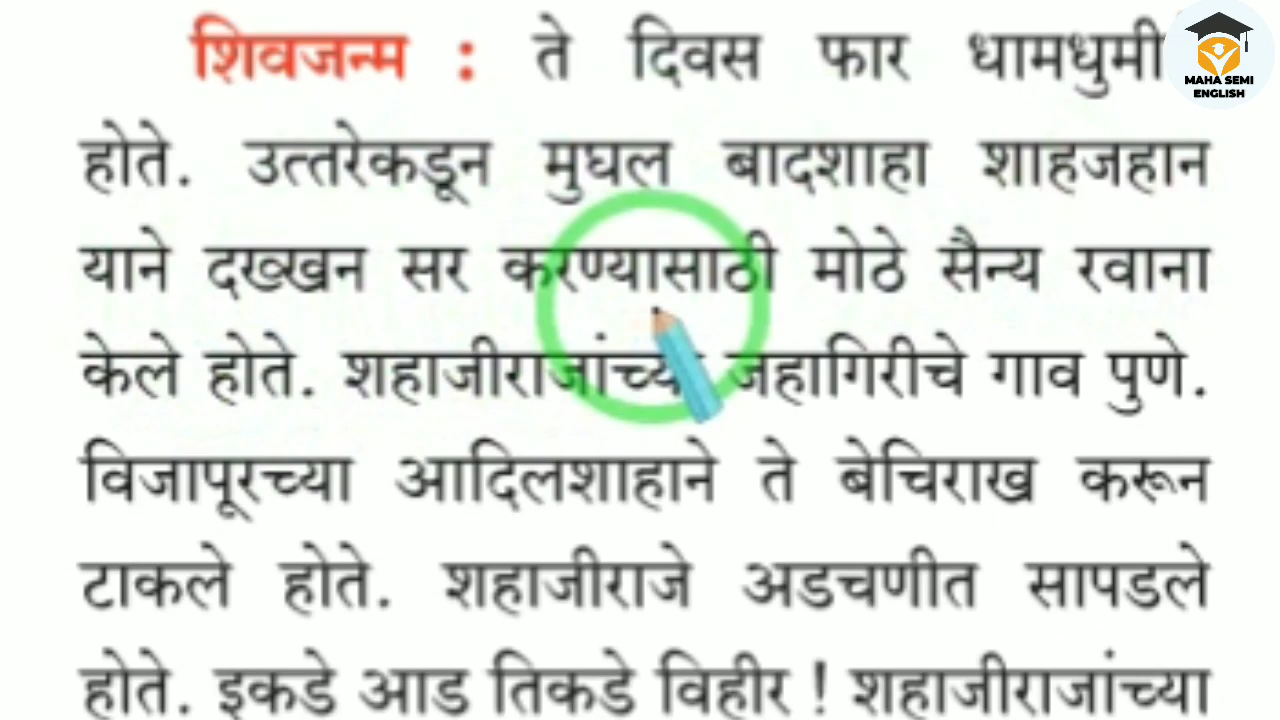 शिवजन्म : ते दिवस फार धामधुमीचे
होते. उत्तरेकडून मुघल बादशाहा शाहजहान
याने दख्खन सर करण्यासाठी मोठे सैन्य रवाना
केले होते. शहाजीराजांच्या जहागिरीचे गाव पुणे.
विजापूरच्या आदिलशाहाने ते बेचिराख करून
टाकले होते. शहाजीराजे अडचणीत सापडले
होते. इकडे आड तिकडे विहीर ! शहाजीराजांच्या
MAHA SEMI
ENGLISH